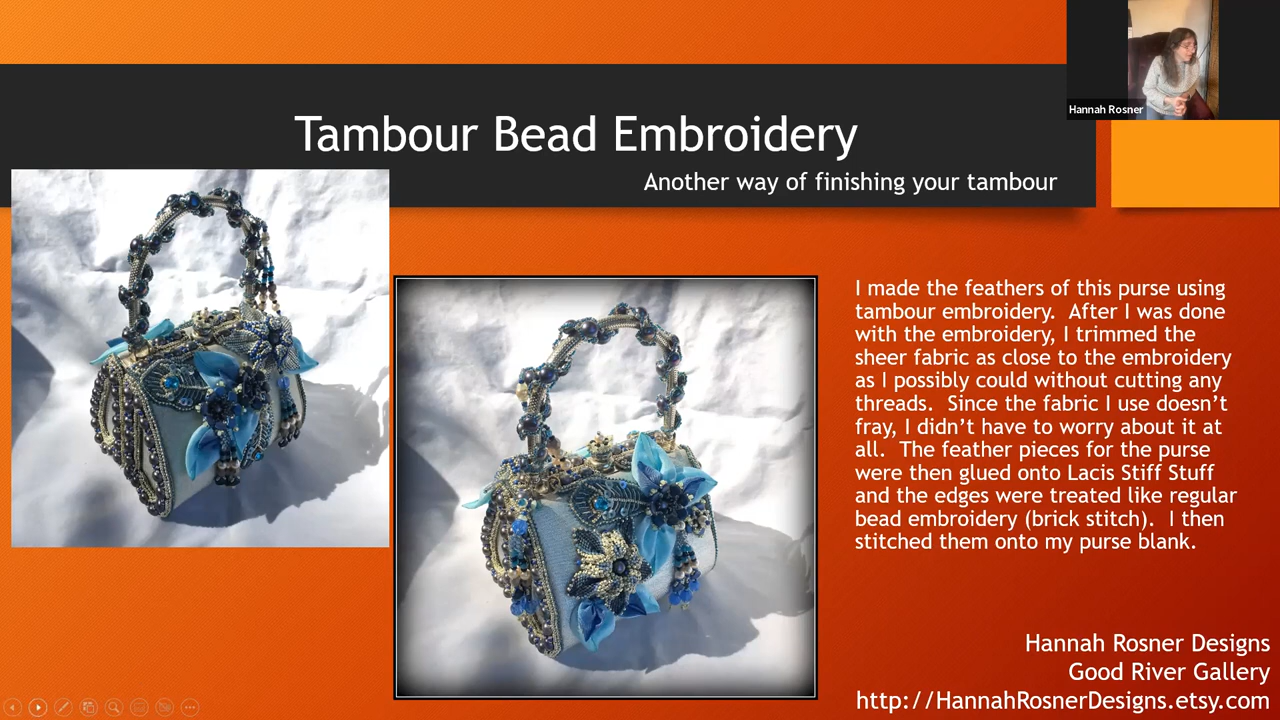 Hannah Rosner
Tambour Bead Embroidery
Another way of finishing your tambour
I made the feathers of this purse using
tambour embroidery.  After I was done
with the embroidery, I trimmed the
sheer fabric as close to the embroidery
as I possibly could without cutting any
threads.  Since the fabric I use doesn’t
fray, I didn’t have to worry about it at
all.  The feather pieces for the purse
were then glued onto Lacis Stiff Stuff
and the edges were treated like regular
bead embroidery (brick stitch).  I then
stitched them onto my purse blank.
Hannah Rosner Designs
Good River Gallery
http://HannahRosnerDesigns.etsy.com